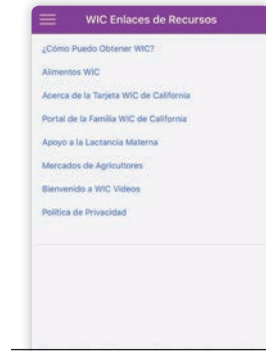 WIC Enlaces de Recursos
¿Cómo Puedo Obtener WIC?
Alimentos WIC
Acerca de la Tarjeta WIC de California
Portal de la Familia WIC de California
Apoyo a la Lactancia Materna
Mercados de Agricultores
Bienvenido a WIC Videos
Política de Privacidad